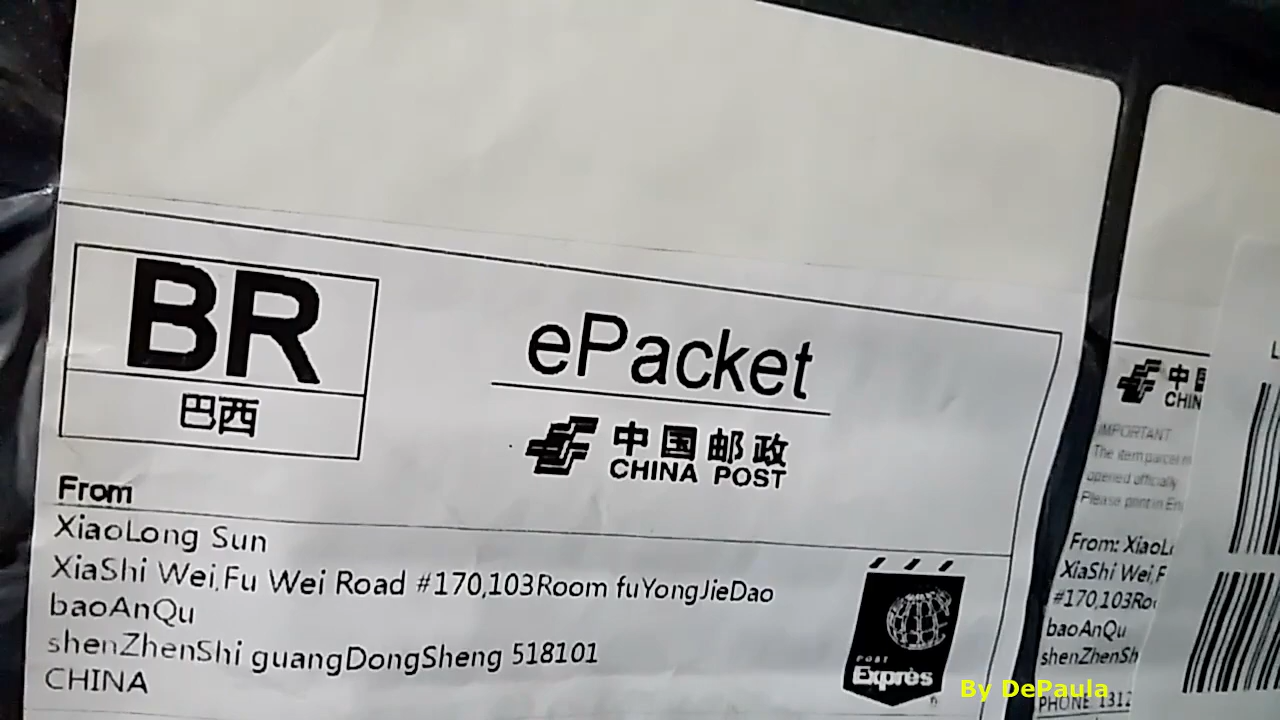 BR
巴西
ePacket
中国邮政
CHINA POST
From
XiaoLong Sun
XiaShi Wei,Fu Wei Road #170,103Room fuYongJieDao
baoAnQu
shenZhenShi guangDongSheng 518101
CHINA
POST
Exprès
中国
CHIN
IMPORTANT
The item parcel m
opened officially
Please print in En
From: XiaoL
XiaShi Wei,F
#170,103Ro
baoAnQu
shenZhenSh
PHONE 1312
L
By DePaula